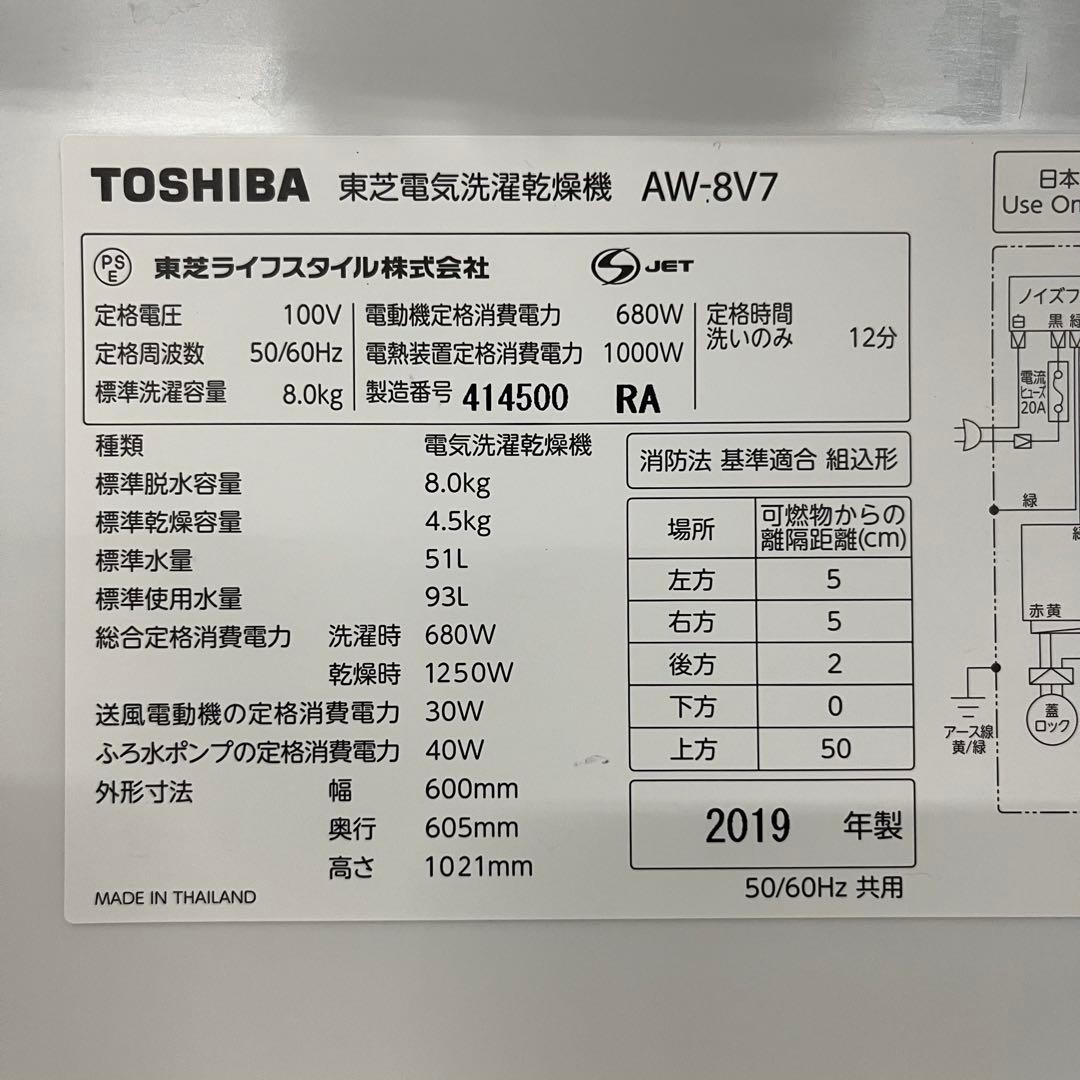 TOSHIBA 東芝電気洗濯乾燥機 AW-8V7
PSE 東芝ライフスタイル株式会社 S JET
定格電圧 100V
定格周波数 50/60Hz
標準洗濯容量 8.0kg
電動機定格消費電力 680W
電熱装置定格消費電力 1000W
製造番号 414500 RA
定格時間
洗いのみ 12分
種類 電気洗濯乾燥機
標準脱水容量 8.0kg
標準乾燥容量 4.5kg
標準水量 51L
標準使用水量 93L
総合定格消費電力 洗濯時 680W
乾燥時 1250W
送風電動機の定格消費電力 30W
ふろ水ポンプの定格消費電力 40W
外形寸法 幅 600mm
奥行 605mm
高さ 1021mm
MADE IN THAILAND
消防法 基準適合 組込形
場所 可燃物からの
離隔距離(cm)
左方 5
右方 5
後方 2
下方 0
上方 50
2019 年製
50/60Hz 共用
日本
Use On
ノイズフ
白 黒 緑
電流
ヒューズ
20A
緑
赤黄
蓋
ロック
アース線
黄/緑